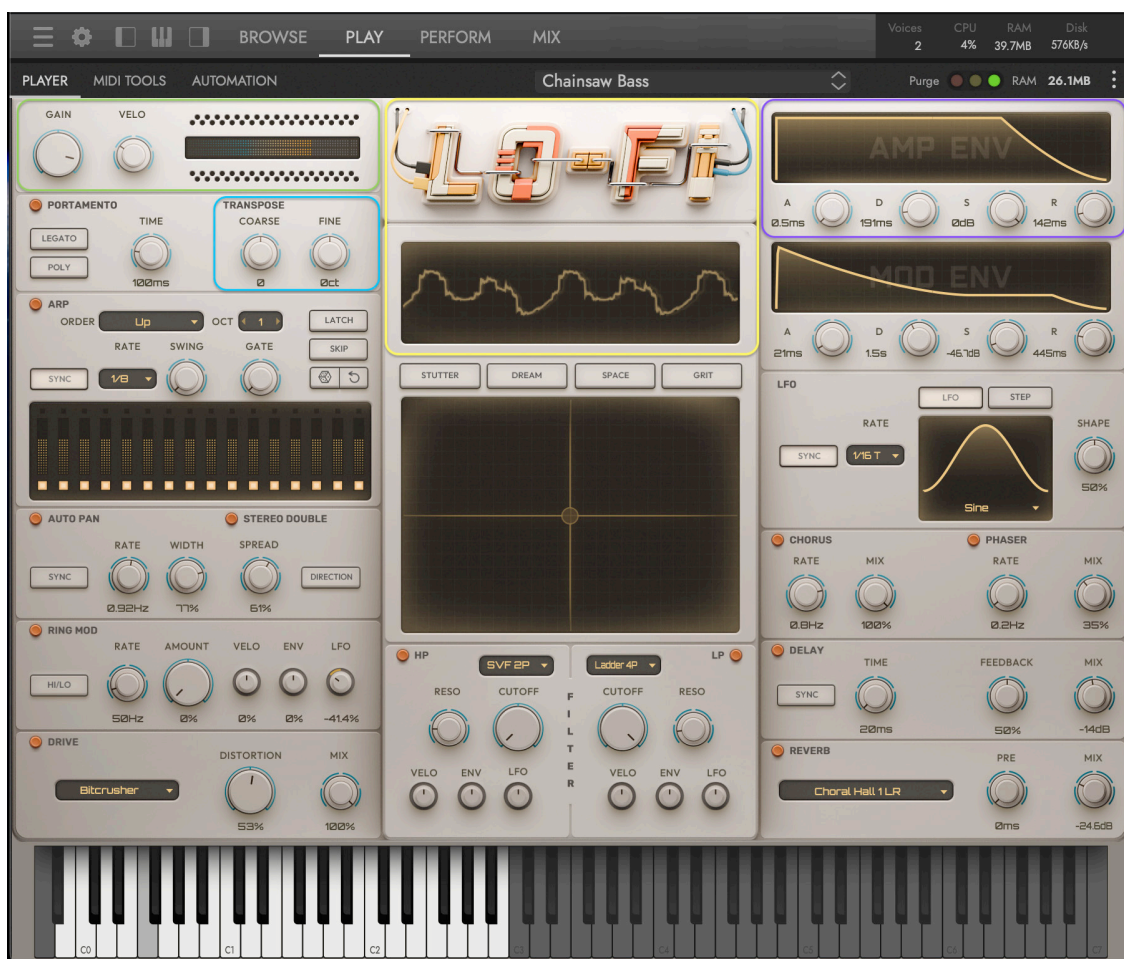 BROWSE PLAY PERFORM MIX
Voices CPU RAM Disk
2 4% 39.7MB 576KB/s
PLAYER MIDI TOOLS AUTOMATION
Chainsaw Bass
Purge RAM 26.1MB
GAIN VELO
PORTAMENTO
LEGATO
POLY
TIME
100ms
TRANSPOSE
COARSE FINE
0 0ct
ARP
ORDER Up OCT 1 LATCH
RATE SWING GATE SKIP
SYNC 1/8
AUTO PAN STEREO DOUBLE
RATE WIDTH SPREAD
SYNC DIRECTION
0.92Hz 77% 61%
RING MOD
RATE AMOUNT VELO ENV LFO
HI/LO
50Hz 0% 0% 0% -41.4%
DRIVE
DISTORTION MIX
Bitcrusher
53% 100%
LO-FI
STUTTER DREAM SPACE GRIT
HP SVF 2P Ladder 4P LP
RESO CUTOFF CUTOFF RESO
FILTER
VELO ENV LFO VELO ENV LFO
AMP ENV
A D S R
0.5ms 191ms 0dB 142ms
MOD ENV
A D S R
21ms 1.5s -46.7dB 445ms
LFO
LFO STEP
RATE SHAPE
SYNC 1/16 T
50%
Sine
CHORUS PHASER
RATE MIX RATE MIX
0.8Hz 100% 0.2Hz 35%
DELAY
TIME FEEDBACK MIX
SYNC
20ms 50% -14dB
REVERB
PRE MIX
Choral Hall 1 LR
0ms -24.6dB
C0 C1 C2 C3 C4 C5 C6 C7